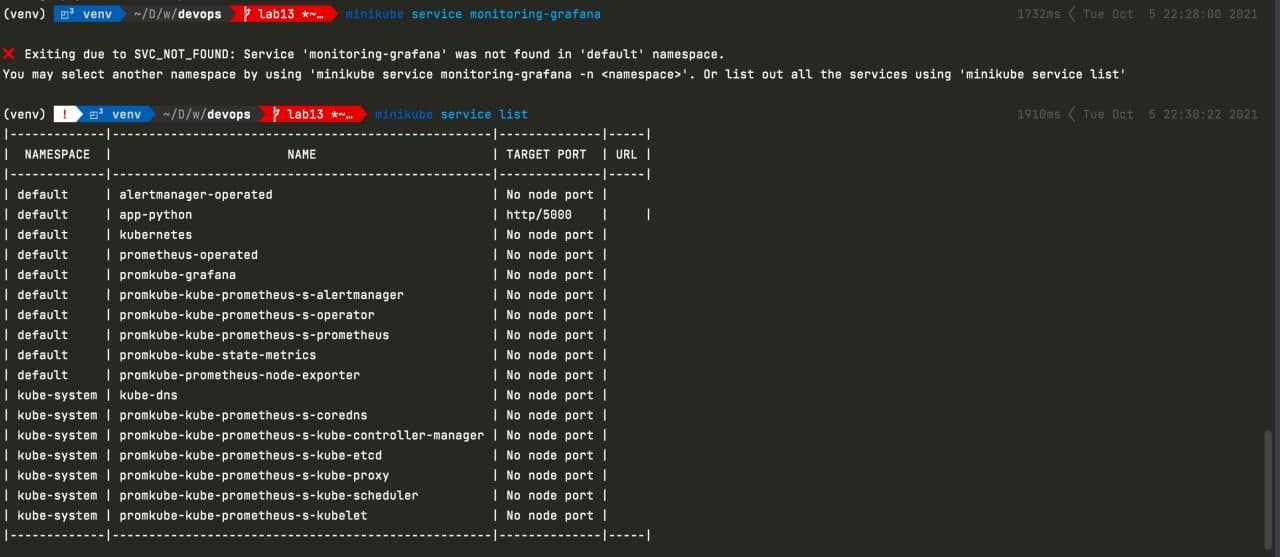 (venv) ◰³ venv ~/D/w/devops lab13 *~… minikube service monitoring-grafana 1732ms Tue Oct 5 22:28:00 2021
❌ Exiting due to SVC_NOT_FOUND: Service 'monitoring-grafana' was not found in 'default' namespace.
You may select another namespace by using 'minikube service monitoring-grafana -n <namespace>'. Or list out all the services using 'minikube service list'
(venv) ! ◰³ venv ~/D/w/devops lab13 *~… minikube service list 1910ms Tue Oct 5 22:30:22 2021
|-------------|----------------------------------------------------|--------------|-----|
| NAMESPACE | NAME | TARGET PORT | URL |
|-------------|----------------------------------------------------|--------------|-----|
| default | alertmanager-operated | No node port |
| default | app-python | http/5000 | |
| default | kubernetes | No node port |
| default | prometheus-operated | No node port |
| default | promkube-grafana | No node port |
| default | promkube-kube-prometheus-s-alertmanager | No node port |
| default | promkube-kube-prometheus-s-operator | No node port |
| default | promkube-kube-prometheus-s-prometheus | No node port |
| default | promkube-kube-state-metrics | No node port |
| default | promkube-prometheus-node-exporter | No node port |
| kube-system | kube-dns | No node port |
| kube-system | promkube-kube-prometheus-s-coredns | No node port |
| kube-system | promkube-kube-prometheus-s-kube-controller-manager | No node port |
| kube-system | promkube-kube-prometheus-s-kube-etcd | No node port |
| kube-system | promkube-kube-prometheus-s-kube-proxy | No node port |
| kube-system | promkube-kube-prometheus-s-kube-scheduler | No node port |
| kube-system | promkube-kube-prometheus-s-kubelet | No node port |
|-------------|----------------------------------------------------|--------------|-----|